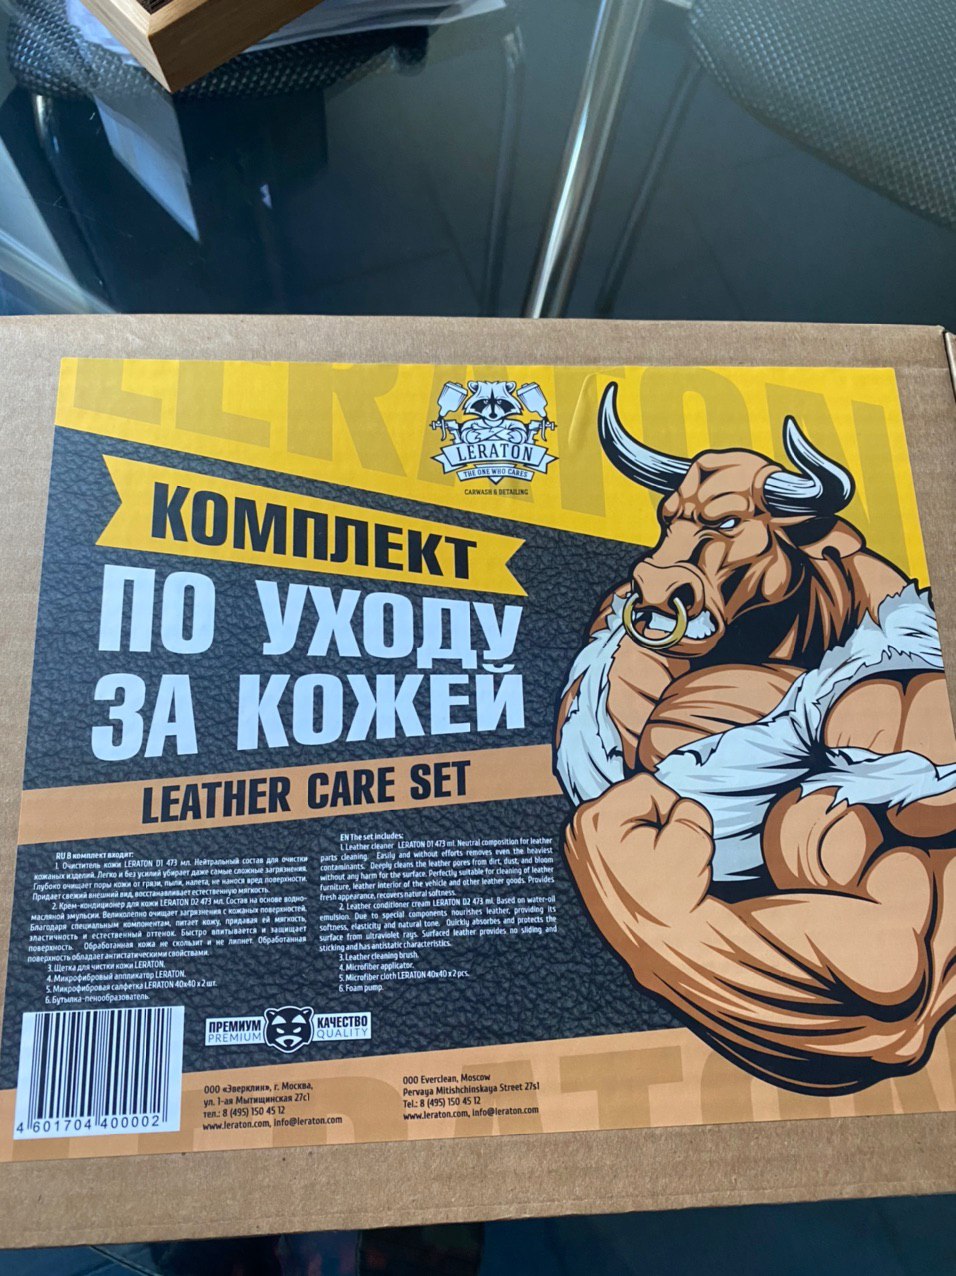 LERATON
LERATON
THE ONE WHO CARES
CARWASH & DETAILING
КОМПЛЕКТ
ПО УХОДУ
ЗА КОЖЕЙ
LEATHER CARE SET
RU В комплект входит:
1. Очиститель кожи LERATON D1 473 мл. Нейтральный состав для очистки
кожаных изделий. Легко и без усилий убирает даже самые сложные загрязнения.
Глубоко очищает поры кожи от грязи, пыли, налета, не нанося вред поверхности.
Придает свежий внешний вид, восстанавливает естественную мягкость.
2. Крем-кондиционер для кожи LERATON D2 473 мл. Состав на основе водно-
масляной эмульсии. Великолепно очищает загрязнения с кожаных поверхностей.
Благодаря специальным компонентам, питает кожу, придавая ей мягкость,
эластичность и естественный оттенок. Быстро впитывается и защищает
поверхность. Обработанная кожа не скользит и не липнет. Обработанная
поверхность обладает антистатическими свойствами.
3. Щетка для чистки кожи LERATON.
4. Микрофибровый аппликатор LERATON.
5. Микрофибровая салфетка LERATON 40х40 х 2 шт.
6. Бутылка-пенообразователь.
EN The set includes:
1. Leather cleaner LERATON D1 473 ml. Neutral composition for leather
parts cleaning. Easily and without efforts removes even the heaviest
contaminants. Deeply cleans the leather pores from dirt, dust, and bloom
without any harm for the surface. Perfectly suitable for cleaning of leather
furniture, leather interior of the vehicle and other leather goods. Provides
fresh appearance, recovers natural softness.
2. Leather conditioner cream LERATON D2 473 ml. Based on water-oil
emulsion. Due to special components nourishes leather, providing its
softness, elasticity and natural tone. Quickly absorbes and protects the
surface from ultraviolet rays. Surfaced leather provides no sliding and
sticking and has antistatic characteristics.
3. Leather cleaning brush.
4. Microfiber applicator.
5. Microfiber cloth LERATON 40x40 x 2 pcs.
6. Foam pump.
ПРЕМИУМ КАЧЕСТВО
PREMIUM QUALITY
4 601704 400002
ООО «Эверклин», г. Москва,
ул. 1-ая Мытищинская 27с1
тел.: 8 (495) 150 45 12
www.leraton.com, info@leraton.com
OOO Everclean, Moscow
Pervaya Mitishchinskaya Street 27s1
Tel.: 8 (495) 150 45 12
www.leraton.com, info@leraton.com